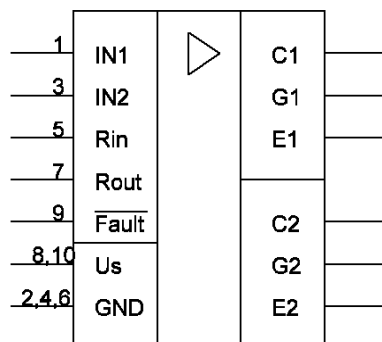 1 IN1 C1
3 IN2 G1
5 Rin E1
7 Rout
9 Fault C2
8,10 Us G2
2,4,6 GND E2